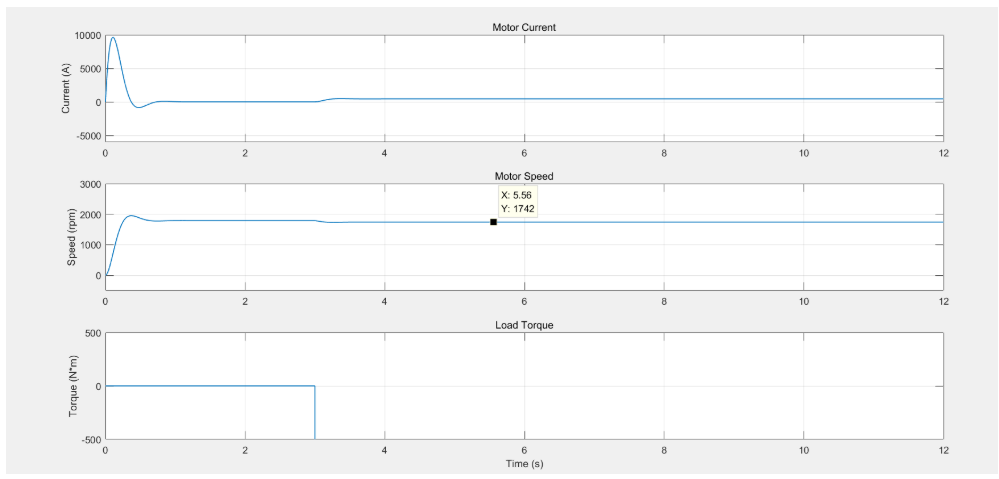 Motor Current
10000
5000
0
-5000
Current (A)
0 2 4 6 8 10 12
Motor Speed
3000
2000
1000
0
Speed (rpm)
X: 5.56
Y: 1742
0 2 4 6 8 10 12
Load Torque
500
0
-500
Torque (N*m)
0 2 4 6 8 10 12
Time (s)